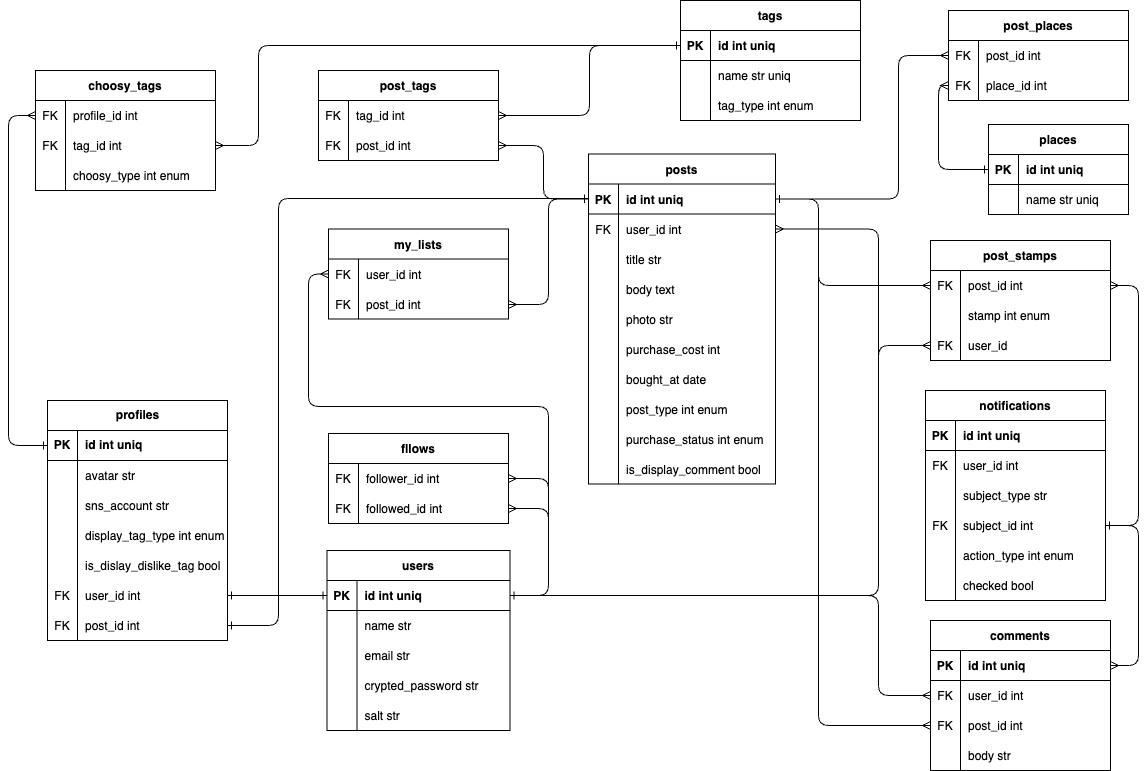 tags
PK id int uniq
name str uniq
tag_type int enum
post_places
FK post_id int
FK place_id int
choosy_tags
FK profile_id int
FK tag_id int
choosy_type int enum
post_tags
FK tag_id int
FK post_id int
places
PK id int uniq
name str uniq
posts
PK id int uniq
FK user_id int
title str
body text
photo str
purchase_cost int
bought_at date
post_type int enum
purchase_status int enum
is_display_comment bool
my_lists
FK user_id int
FK post_id int
post_stamps
FK post_id int
stamp int enum
FK user_id
profiles
PK id int uniq
avatar str
sns_account str
display_tag_type int enum
is_dislay_dislike_tag bool
FK user_id int
FK post_id int
fllows
FK follower_id int
FK followed_id int
notifications
PK id int uniq
FK user_id int
subject_type str
FK subject_id int
action_type int enum
checked bool
users
PK id int uniq
name str
email str
crypted_password str
salt str
comments
PK id int uniq
FK user_id int
FK post_id int
body str